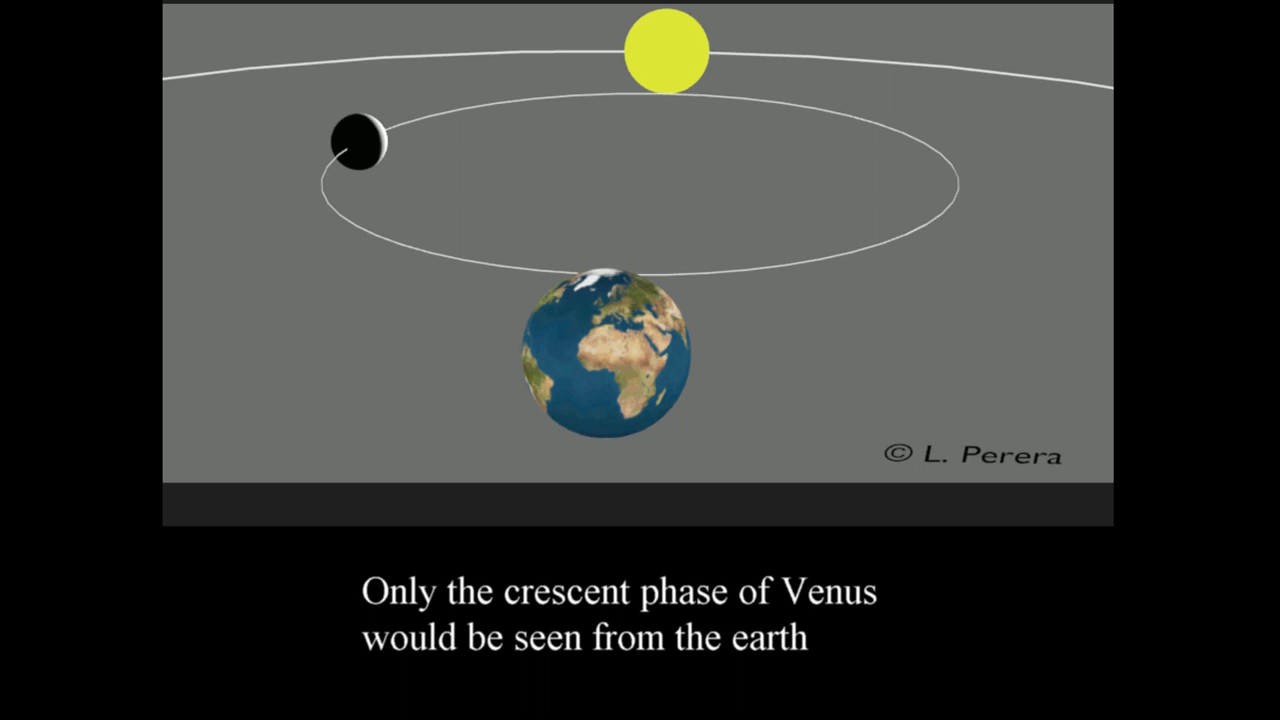 © L. Perera
Only the crescent phase of Venus
would be seen from the earth